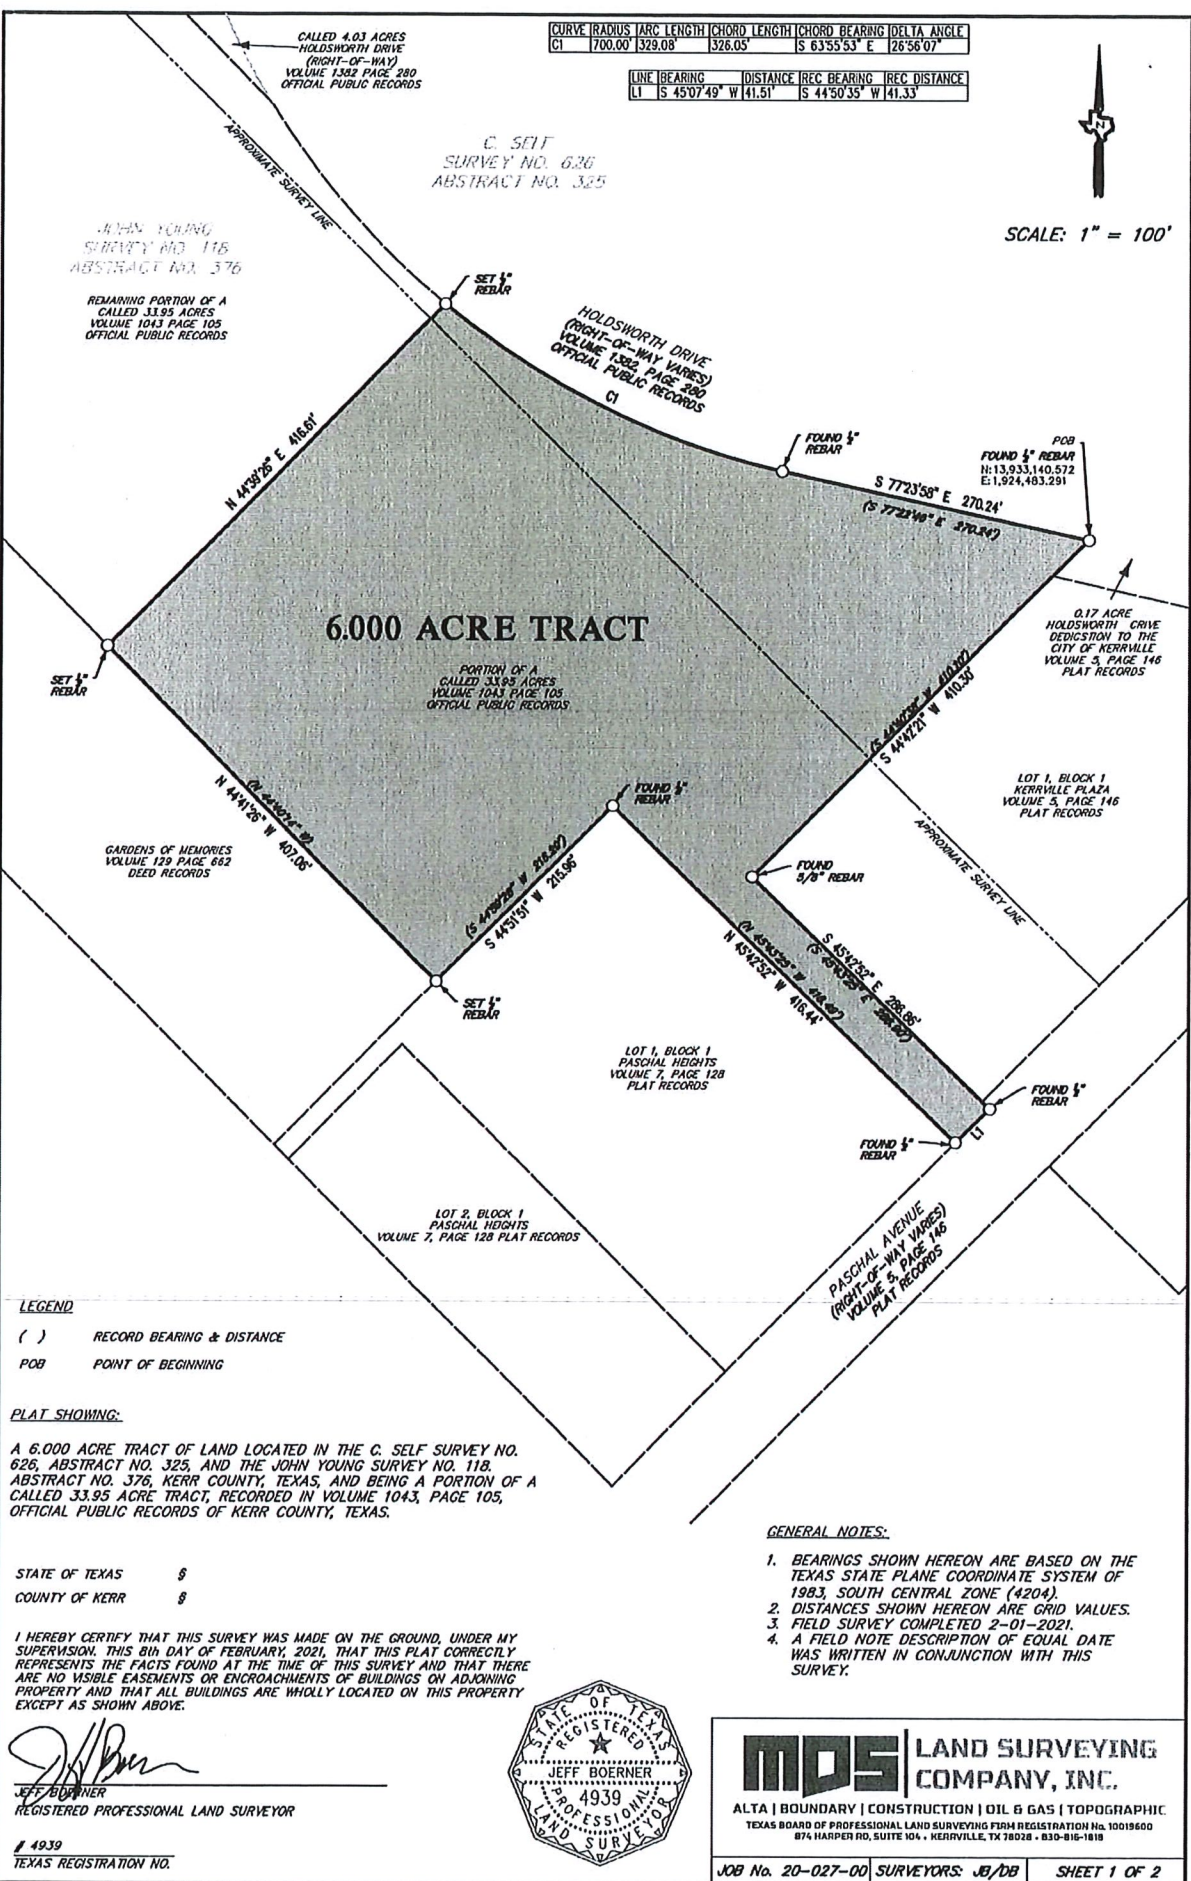 CALLED 4.03 ACRES
HOLDSWORTH DRIVE
(RIGHT-OF-WAY)
VOLUME 1382 PAGE 280
OFFICIAL PUBLIC RECORDS
CURVE RADIUS ARC LENGTH CHORD LENGTH CHORD BEARING DELTA ANGLE
C1 700.00' 329.08' 326.05' S 63°55'53" E 26°56'07"
LINE BEARING DISTANCE REC BEARING REC DISTANCE
L1 S 45°07'49" W 41.51' S 44°50'35" W 41.33'
N
SCALE: 1" = 100'
APPROXIMATE SURVEY LINE
C. SELF
SURVEY NO. 626
ABSTRACT NO. 325
JOHN YOUNG
SURVEY NO. 118
ABSTRACT NO. 376
REMAINING PORTION OF A
CALLED 33.95 ACRES
VOLUME 1043 PAGE 105
OFFICIAL PUBLIC RECORDS
SET ½"
REBAR
HOLDSWORTH DRIVE
(RIGHT-OF-WAY VARIES)
VOLUME 1382, PAGE 280
OFFICIAL PUBLIC RECORDS
C1
FOUND ½"
REBAR
POB
FOUND ½" REBAR
N:13,933,140.572
E:1,924,483.291
S 77°23'58" E 270.24'
(S 77°23'46" E 270.24')
N 44°39'26" E 416.61'
0.17 ACRE
HOLDSWORTH CRIVE
DEDICSTION TO THE
CITY OF KERRVILLE
VOLUME 5, PAGE 146
PLAT RECORDS
6.000 ACRE TRACT
PORTION OF A
CALLED 33.95 ACRES
VOLUME 1043 PAGE 105
OFFICIAL PUBLIC RECORDS
SET ½"
REBAR
S 44°42'21" W 410.30'
N 44°41'26" W 407.06'
FOUND ½"
REBAR
LOT 1, BLOCK 1
KERRVILLE PLAZA
VOLUME 5, PAGE 146
PLAT RECORDS
APPROXIMATE SURVEY LINE
GARDENS OF MEMORIES
VOLUME 129 PAGE 662
DEED RECORDS
FOUND
5/8" REBAR
S 44°51'51" W 215.96'
S 45°42'52" E 286.86'
(S 45°43'25" E
(N 45°43'25" W
N 45°42'52" W 416.44'
SET ½"
REBAR
LOT 1, BLOCK 1
PASCHAL HEIGHTS
VOLUME 7, PAGE 128
PLAT RECORDS
FOUND ½"
REBAR
L1
FOUND ½"
REBAR
LOT 2, BLOCK 1
PASCHAL HEIGHTS
VOLUME 7, PAGE 128 PLAT RECORDS
PASCHAL AVENUE
(RIGHT-OF-WAY VARIES)
VOLUME 5, PAGE 146
PLAT RECORDS
LEGEND
( ) RECORD BEARING & DISTANCE
POB POINT OF BEGINNING
PLAT SHOWING:
A 6.000 ACRE TRACT OF LAND LOCATED IN THE C. SELF SURVEY NO.
626, ABSTRACT NO. 325, AND THE JOHN YOUNG SURVEY NO. 118.
ABSTRACT NO. 376, KERR COUNTY, TEXAS, AND BEING A PORTION OF A
CALLED 33.95 ACRE TRACT, RECORDED IN VOLUME 1043, PAGE 105,
OFFICIAL PUBLIC RECORDS OF KERR COUNTY, TEXAS.
STATE OF TEXAS §
COUNTY OF KERR §
I HEREBY CERTIFY THAT THIS SURVEY WAS MADE ON THE GROUND, UNDER MY
SUPERVISION. THIS 8th DAY OF FEBRUARY, 2021, THAT THIS PLAT CORRECTLY
REPRESENTS THE FACTS FOUND AT THE TIME OF THIS SURVEY AND THAT THERE
ARE NO VISIBLE EASEMENTS OR ENCROACHMENTS OF BUILDINGS ON ADJOINING
PROPERTY AND THAT ALL BUILDINGS ARE WHOLLY LOCATED ON THIS PROPERTY
EXCEPT AS SHOWN ABOVE.
JEFF BOERNER
REGISTERED PROFESSIONAL LAND SURVEYOR
# 4939
TEXAS REGISTRATION NO.
STATE OF TEXAS
REGISTERED
JEFF BOERNER
4939
PROFESSIONAL
LAND SURVEYOR
GENERAL NOTES:
1. BEARINGS SHOWN HEREON ARE BASED ON THE
TEXAS STATE PLANE COORDINATE SYSTEM OF
1983, SOUTH CENTRAL ZONE (4204).
2. DISTANCES SHOWN HEREON ARE GRID VALUES.
3. FIELD SURVEY COMPLETED 2-01-2021.
4. A FIELD NOTE DESCRIPTION OF EQUAL DATE
WAS WRITTEN IN CONJUNCTION WITH THIS
SURVEY.
MDS LAND SURVEYING
COMPANY, INC.
ALTA | BOUNDARY | CONSTRUCTION | OIL & GAS | TOPOGRAPHIC
TEXAS BOARD OF PROFESSIONAL LAND SURVEYING FIRM REGISTRATION No. 10019600
874 HARPER RD, SUITE 104 • KERRVILLE, TX 78028 • 830-816-1818
JOB No. 20-027-00 SURVEYORS: JB/DB SHEET 1 OF 2